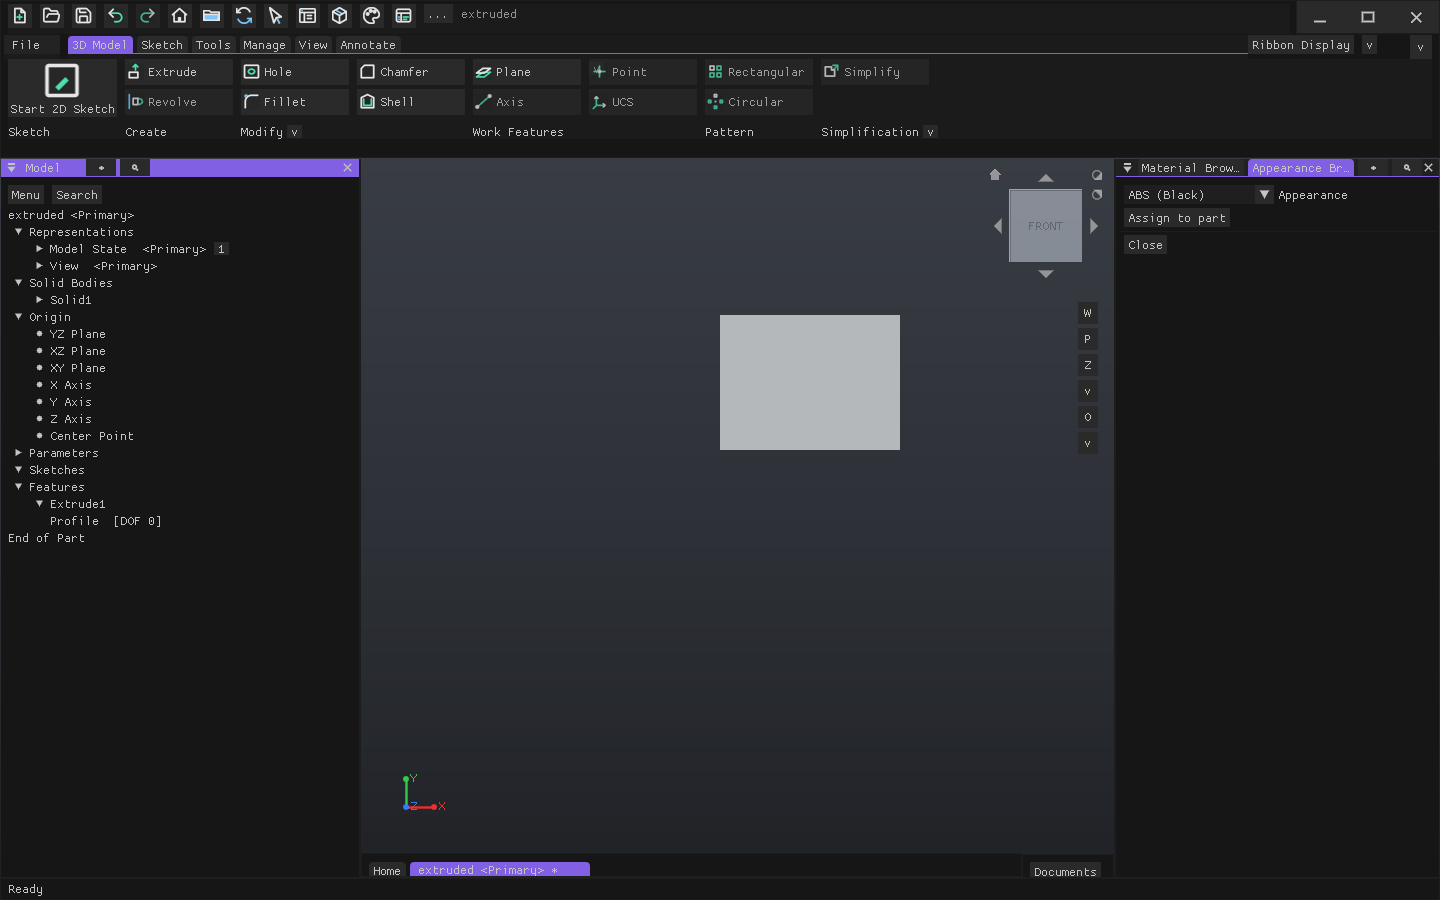 ... extruded
File 3D Model Sketch Tools Manage View Annotate Ribbon Display v v
Start 2D Sketch
Extrude Hole Chamfer Plane Point Rectangular Simplify
Revolve Fillet Shell Axis UCS Circular
Sketch Create Modify v Work Features Pattern Simplification v
Model
Menu Search
extruded <Primary>
Representations
Model State <Primary> 1
View <Primary>
Solid Bodies
Solid1
Origin
YZ Plane
XZ Plane
XY Plane
X Axis
Y Axis
Z Axis
Center Point
Parameters
Sketches
Features
Extrude1
Profile [DOF 0]
End of Part
FRONT
W
P
Z
v
O
v
Y
Z X
Material Brow… Appearance Br…
ABS (Black) Appearance
Assign to part
Close
Home extruded <Primary> * Documents
Ready